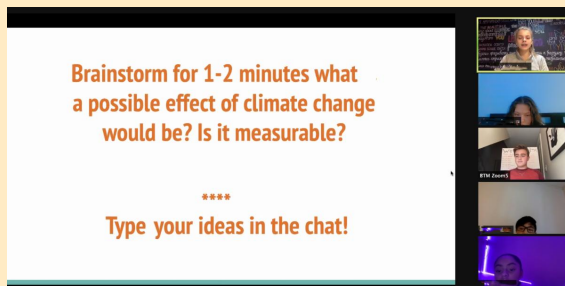 Brainstorm for 1-2 minutes what
a possible effect of climate change
would be? Is it measurable?
****
Type your ideas in the chat!
BTM Zoom5